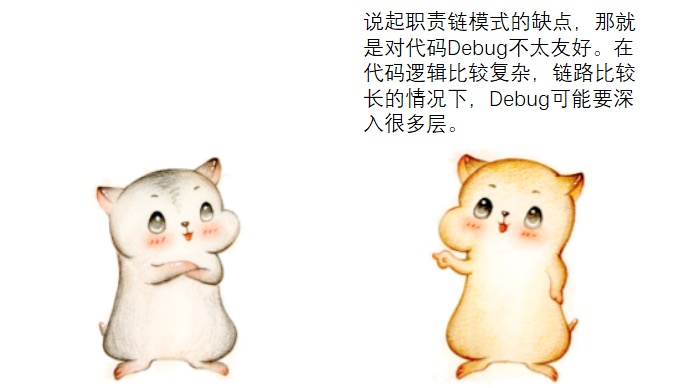 说起职责链模式的缺点，那就
是对代码Debug不太友好。在
代码逻辑比较复杂，链路比较
长的情况下，Debug可能要深
入很多层。